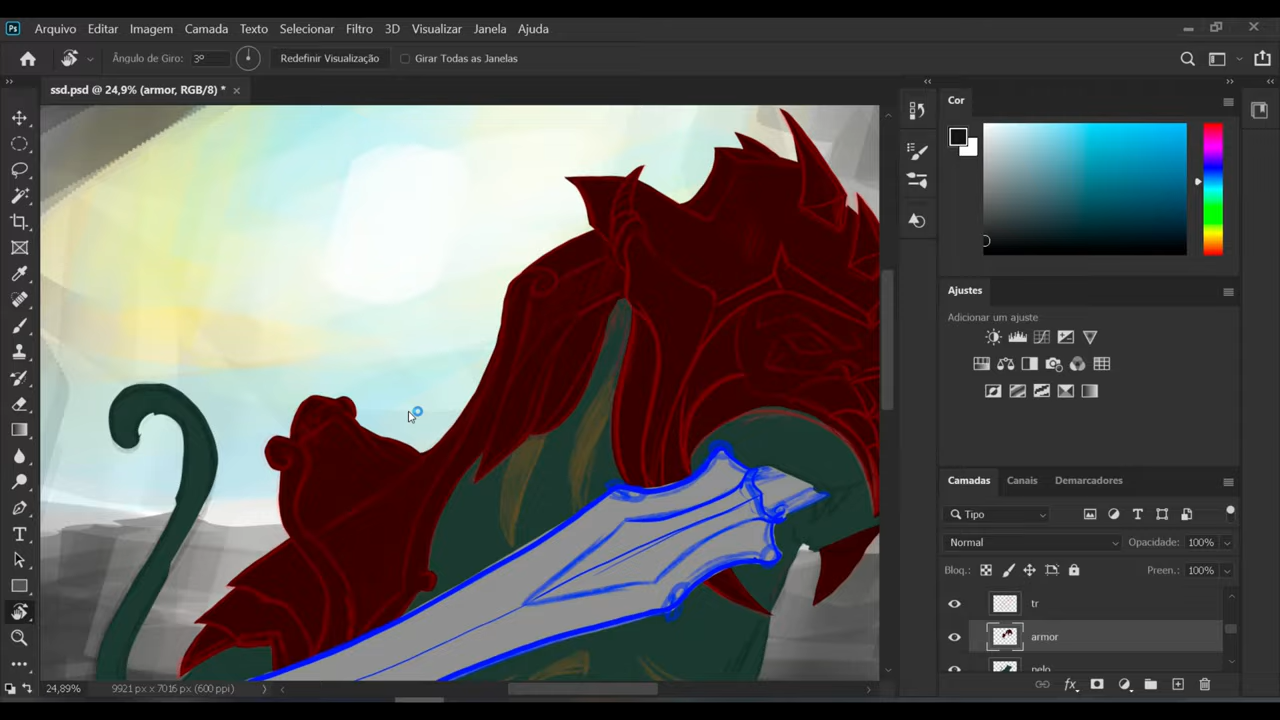 Ps Arquivo Editar Imagem Camada Texto Selecionar Filtro 3D Visualizar Janela Ajuda
Ângulo de Giro: 3° Redefinir Visualização Girar Todas as Janelas
ssd.psd @ 24,9% (armor, RGB/8) *
Cor
Ajustes
Adicionar um ajuste
Camadas Canais Demarcadores
Tipo
Normal Opacidade: 100%
Bloq.: Preen.: 100%
tr
armor
pelo
24,89% 9921 px x 7016 px (600 ppi)